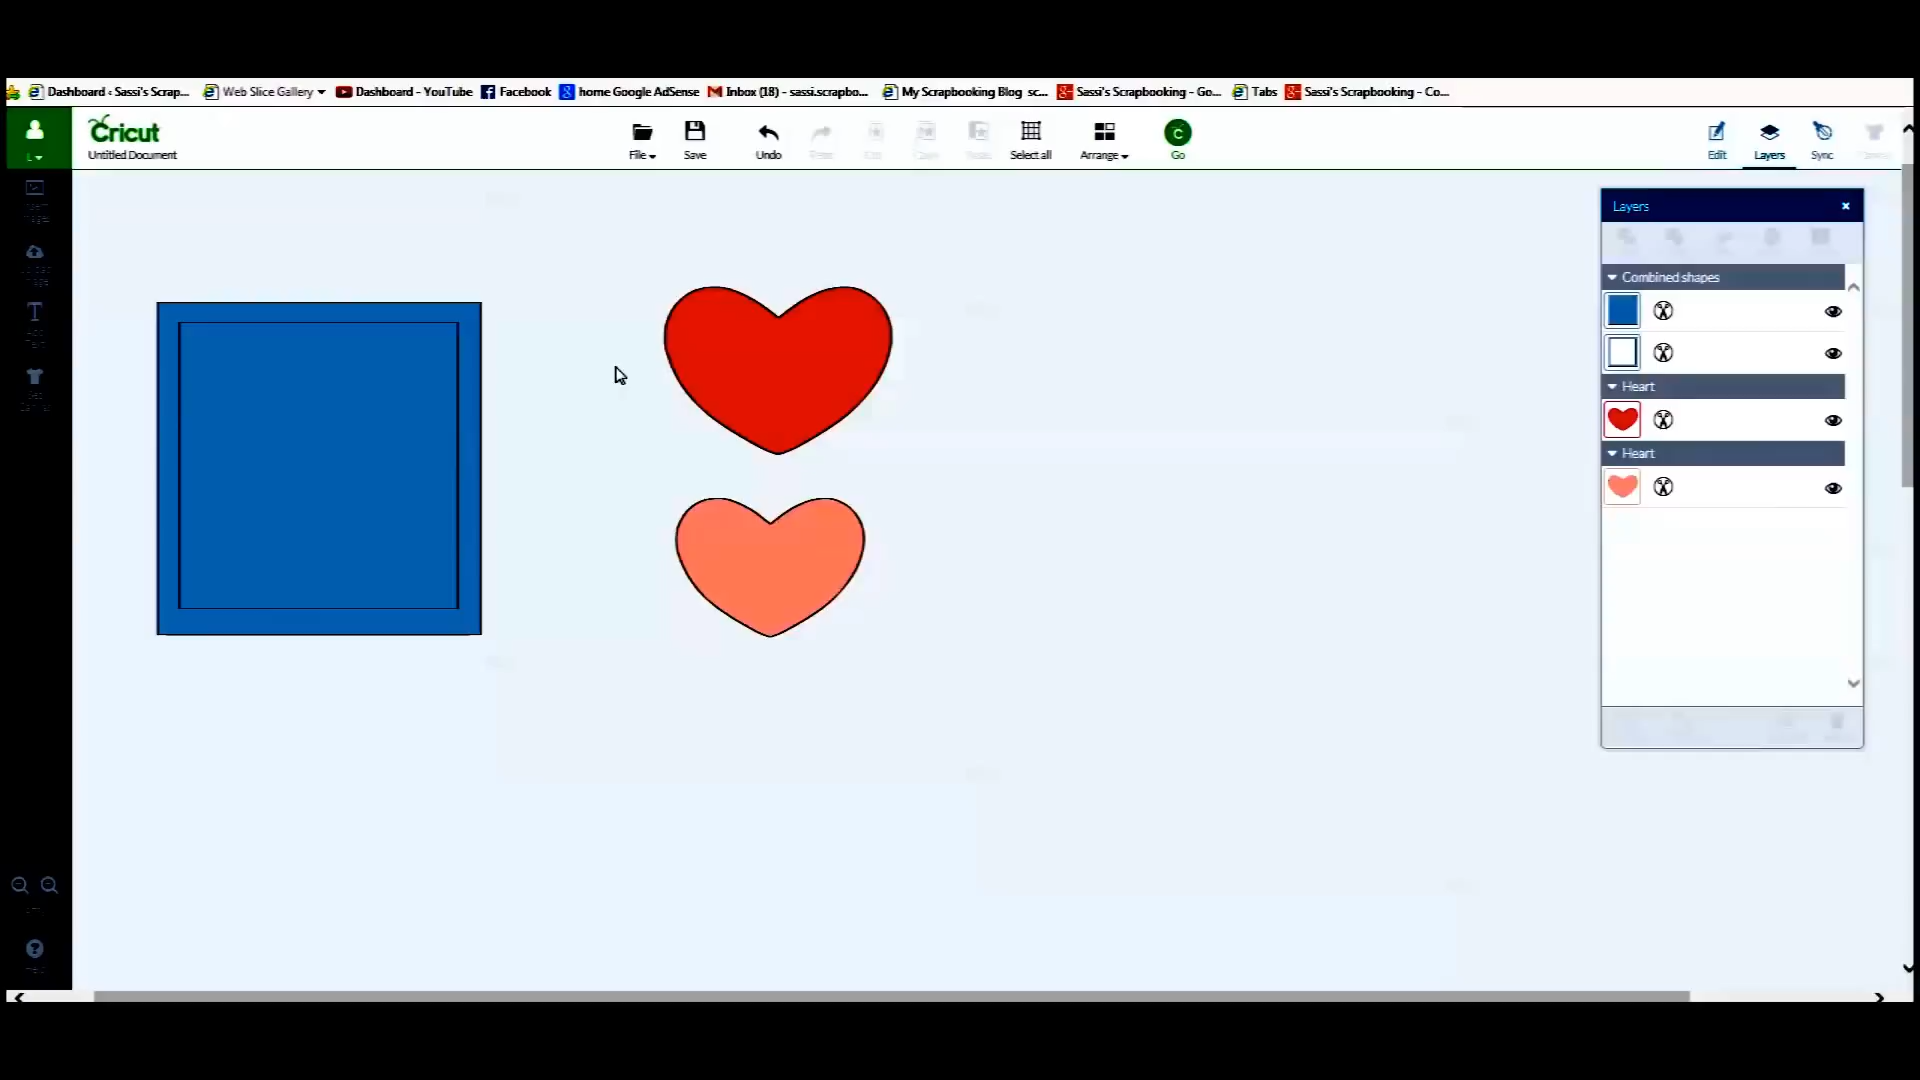 Dashboard ‹ Sassi's Scrap... Web Slice Gallery Dashboard - YouTube Facebook home Google AdSense Inbox (18) - sassi.scrapbo... My Scrapbooking Blog sc... Sassi's Scrapbooking - Go... Tabs Sassi's Scrapbooking - Co...
L
Cricut
Untitled Document
File Save Undo Select all Arrange Go
Edit Layers Sync
Layers
Combined shapes
Heart
Heart